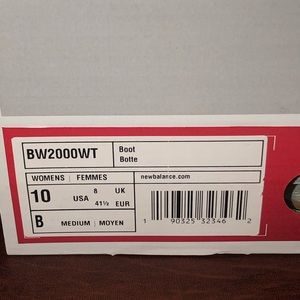 BW2000WT
Boot
Botte
WOMENS | FEMMES
newbalance.com
10
8 UK
USA 41½ EUR
B
MEDIUM | MOYEN
1 90325 32346 2